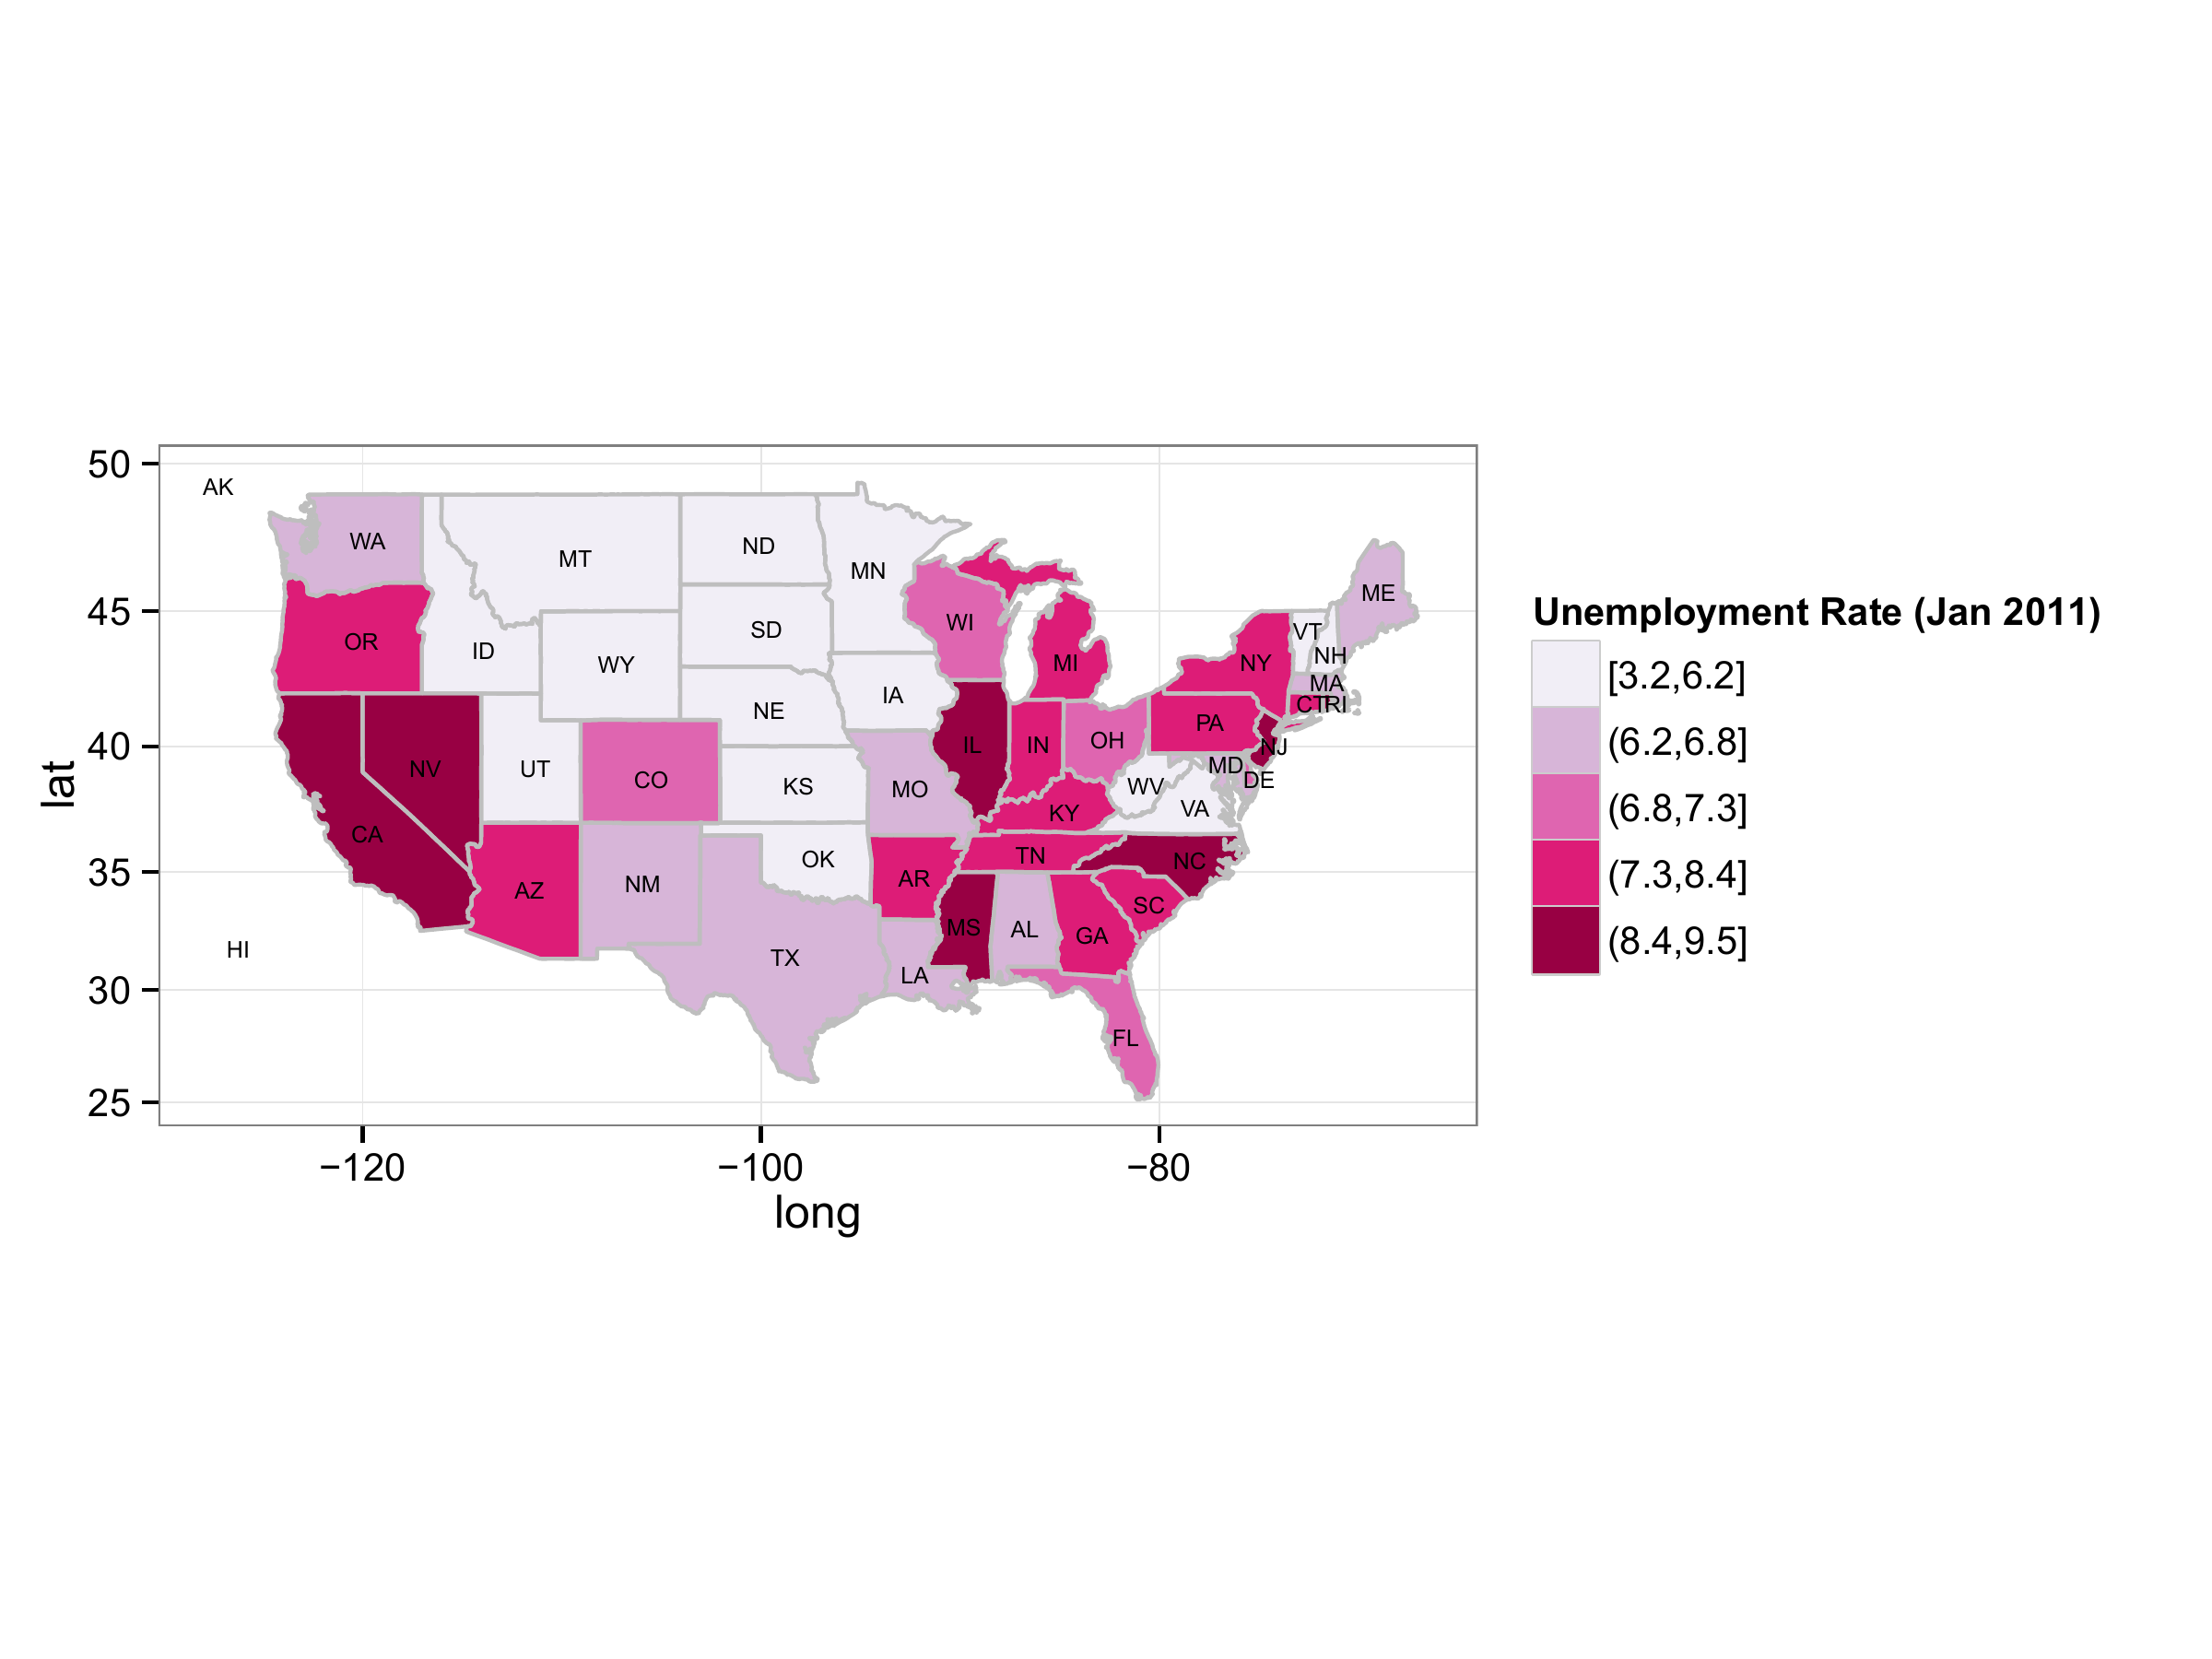 50
AK
WA
MT
ND
MN
ME
45
OR
ID
WY
SD
WI
MI
NY
VT
NH
IA
MA
CT
RI
NE
PA
40
NV
UT
CO
KS
MO
IL
IN
OH
NJ
MD
DE
WV
VA
KY
CA
35
AZ
NM
OK
AR
TN
NC
SC
HI
TX
LA
MS
AL
GA
30
FL
25
lat
−120
−100
−80
long
Unemployment Rate (Jan 2011)
[3.2,6.2]
(6.2,6.8]
(6.8,7.3]
(7.3,8.4]
(8.4,9.5]